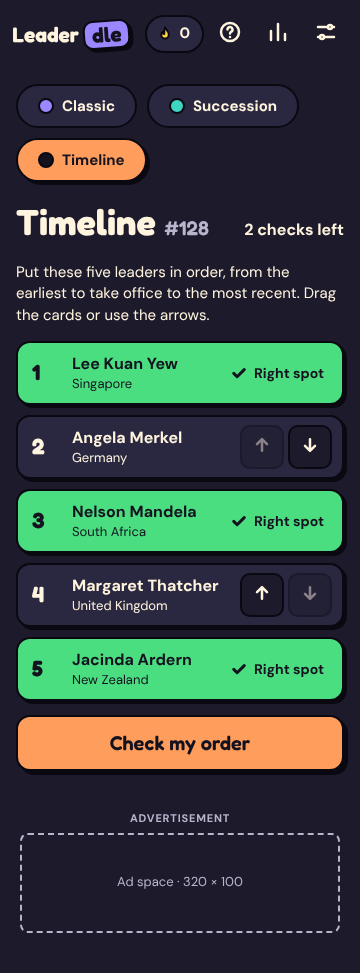 Leader dle 0
Classic
Succession
Timeline
Timeline #128 2 checks left
Put these five leaders in order, from the
earliest to take office to the most recent. Drag
the cards or use the arrows.
1 Lee Kuan Yew
Singapore
Right spot
2 Angela Merkel
Germany
3 Nelson Mandela
South Africa
Right spot
4 Margaret Thatcher
United Kingdom
5 Jacinda Ardern
New Zealand
Right spot
Check my order
ADVERTISEMENT
Ad space · 320 × 100